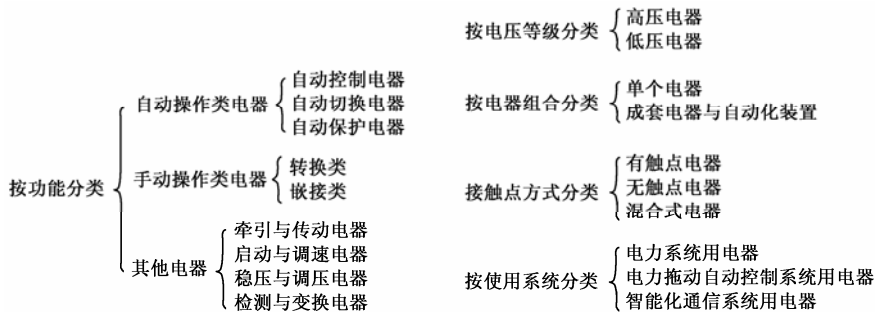 按功能分类
自动操作类电器
自动控制电器
自动切换电器
自动保护电器
手动操作类电器
转换类
嵌接类
其他电器
牵引与传动电器
启动与调速电器
稳压与调压电器
检测与变换电器
按电压等级分类
高压电器
低压电器
按电器组合分类
单个电器
成套电器与自动化装置
接触点方式分类
有触点电器
无触点电器
混合式电器
按使用系统分类
电力系统用电器
电力拖动自动控制系统用电器
智能化通信系统用电器